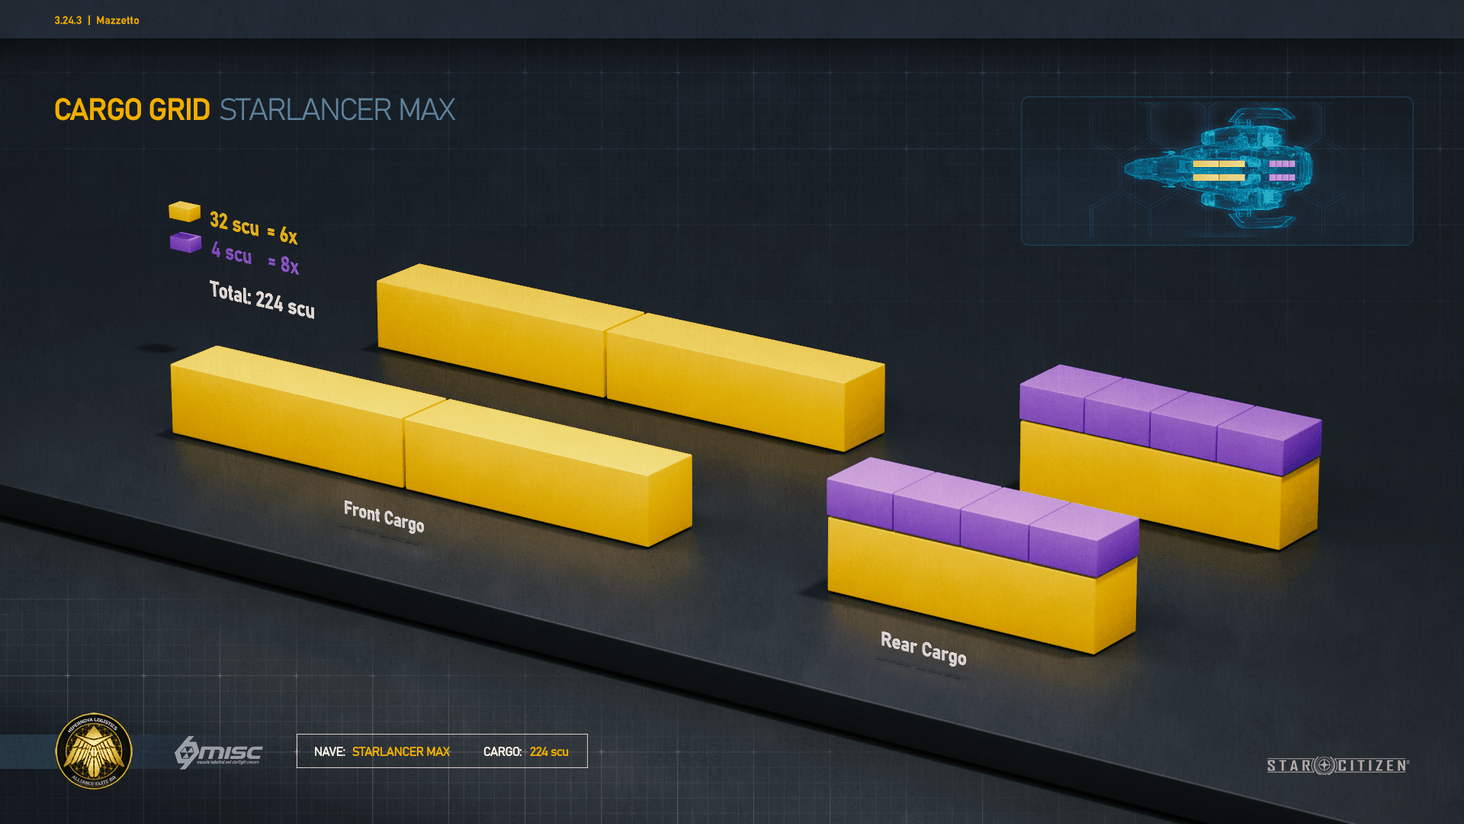 3.24.3 | Mazzetto
CARGO GRID STARLANCER MAX
32 scu = 6x
4 scu = 8x
Total: 224 scu
Front Cargo
Rear Cargo
MISC
NAVE: STARLANCER MAX CARGO: 224 scu
STAR CITIZEN